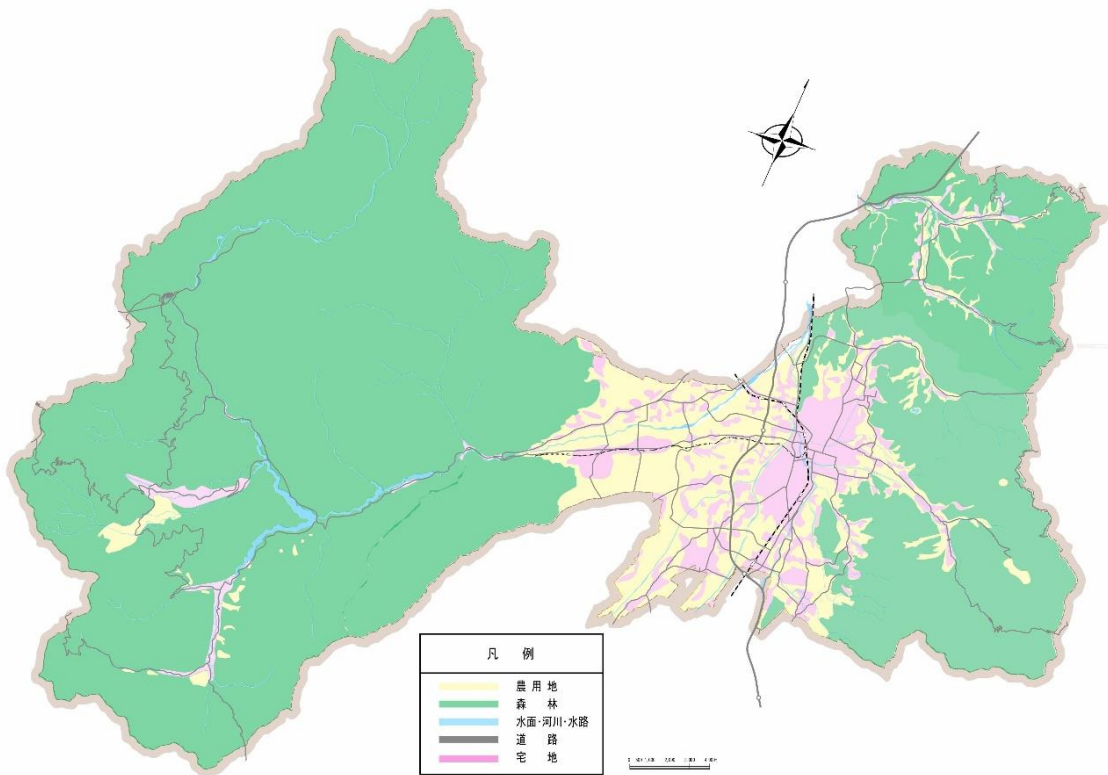 凡 例
農 用 地
森 林
水面・河川・水路
道 路
宅 地